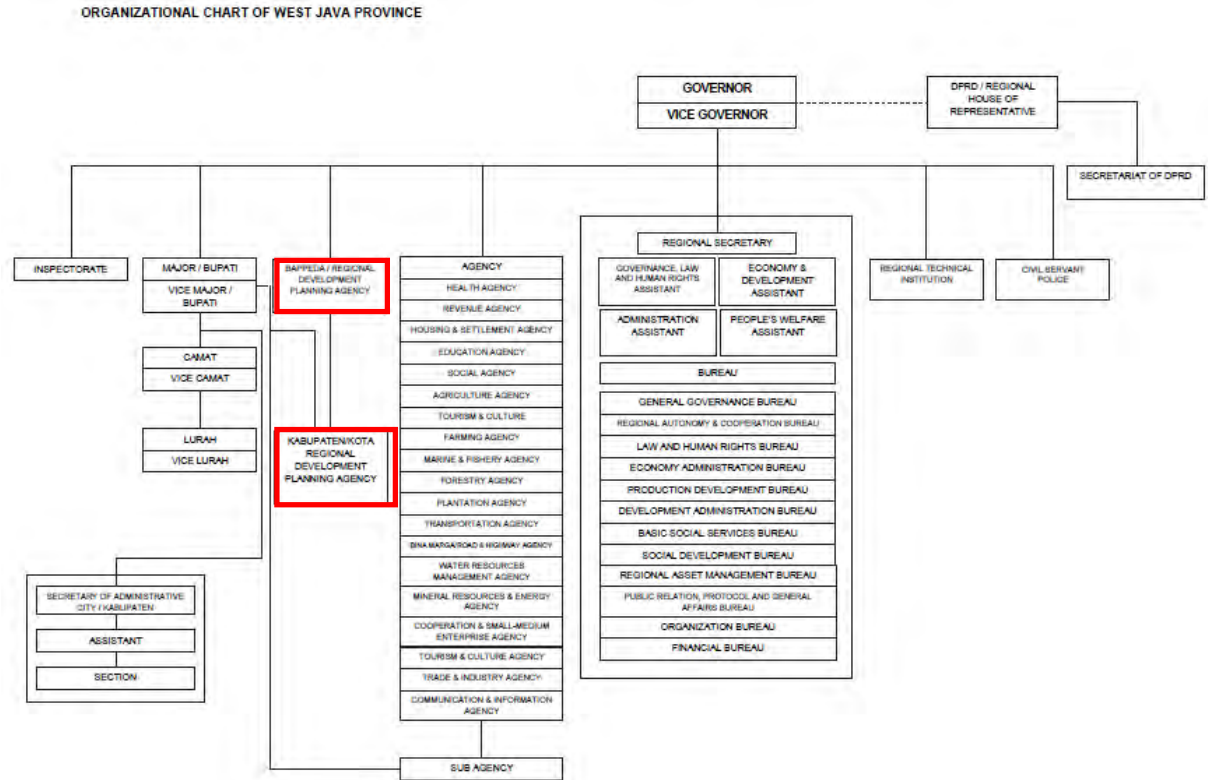 ORGANIZATIONAL CHART OF WEST JAVA PROVINCE
GOVERNOR
VICE GOVERNOR
DPRD / REGIONAL
HOUSE OF
REPRESENTATIVE
SECRETARIAT OF DPRD
INSPECTORATE
MAJOR / BUPATI
VICE MAJOR /
BUPATI
CAMAT
VICE CAMAT
LURAH
VICE LURAH
SECRETARY OF ADMINISTRATIVE
CITY / KABUPATEN
ASSISTANT
SECTION
BAPPEDA / REGIONAL
DEVELOPMENT
PLANNING AGENCY
KABUPATEN/KOTA
REGIONAL
DEVELOPMENT
PLANNING AGENCY
AGENCY
HEALTH AGENCY
REVENUE AGENCY
HOUSING & SETTLEMENT AGENCY
EDUCATION AGENCY
SOCIAL AGENCY
AGRICULTURE AGENCY
TOURISM & CULTURE
FARMING AGENCY
MARINE & FISHERY AGENCY
FORESTRY AGENCY
PLANTATION AGENCY
TRANSPORTATION AGENCY
BINA MARGA/ROAD & HIGHWAY AGENCY
WATER RESOURCES
MANAGEMENT AGENCY
MINERAL RESOURCES & ENERGY
AGENCY
COOPERATION & SMALL-MEDIUM
ENTERPRISE AGENCY
TOURISM & CULTURE AGENCY
TRADE & INDUSTRY AGENCY
COMMUNICATION & INFORMATION
AGENCY
SUB AGENCY
REGIONAL SECRETARY
GOVERNANCE, LAW
AND HUMAN RIGHTS
ASSISTANT
ECONOMY &
DEVELOPMENT
ASSISTANT
ADMINISTRATION
ASSISTANT
PEOPLE'S WELFARE
ASSISTANT
BUREAU
GENERAL GOVERNANCE BUREAU
REGIONAL AUTONOMY & COOPERATION BUREAU
LAW AND HUMAN RIGHTS BUREAU
ECONOMY ADMINISTRATION BUREAU
PRODUCTION DEVELOPMENT BUREAU
DEVELOPMENT ADMINISTRATION BUREAU
BASIC SOCIAL SERVICES BUREAU
SOCIAL DEVELOPMENT BUREAU
REGIONAL ASSET MANAGEMENT BUREAU
PUBLIC RELATION, PROTOCOL AND GENERAL
AFFAIRS BUREAU
ORGANIZATION BUREAU
FINANCIAL BUREAU
REGIONAL TECHNICAL
INSTITUTION
CIVIL SERVANT
POLICE